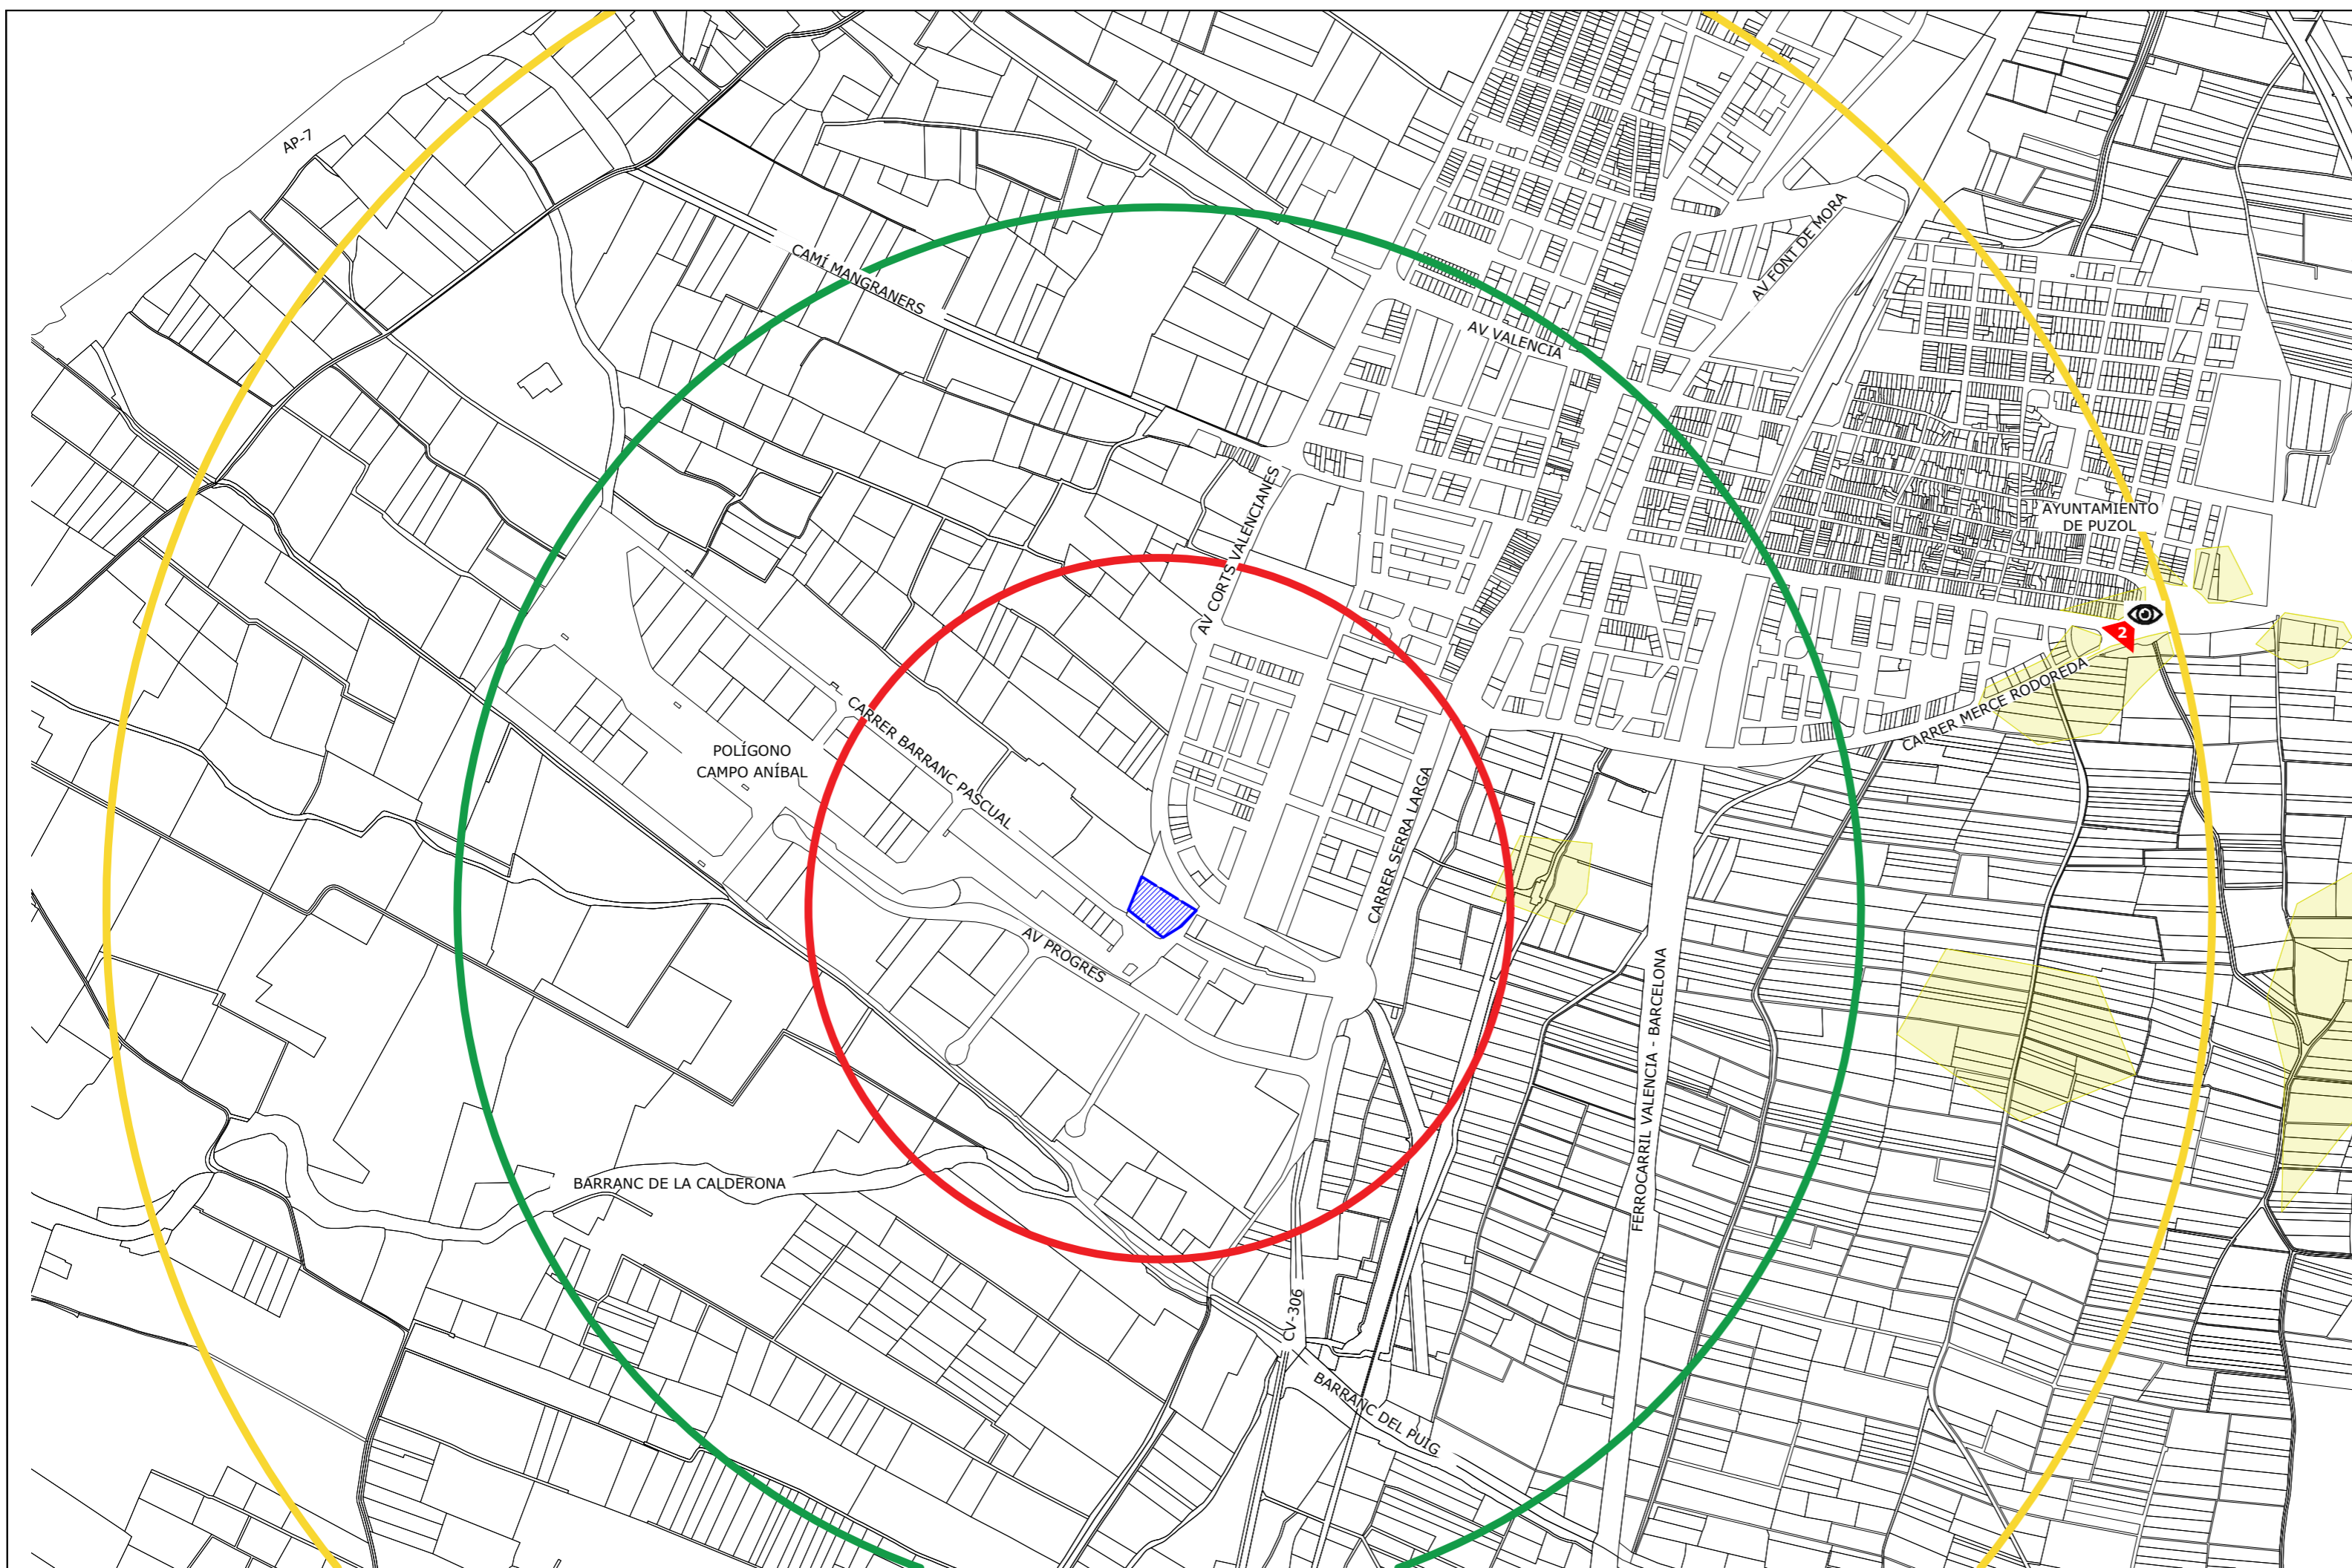 AP-7
AV FONT DE MORA
CAMÍ MANGRANERS
AV VALENCIA
AV CORTS VALENCIANES
AYUNTAMIENTO
DE PUZOL
2
CARRER MERCE RODOREDA
CARRER BARRANC PASCUAL
POLÍGONO
CAMPO ANÍBAL
CARRER SERRA LARGA
AV PROGRES
FERROCARRIL VALENCIA - BARCELONA
BARRANC DE LA CALDERONA
CV-306
BARRANC DEL PUIG